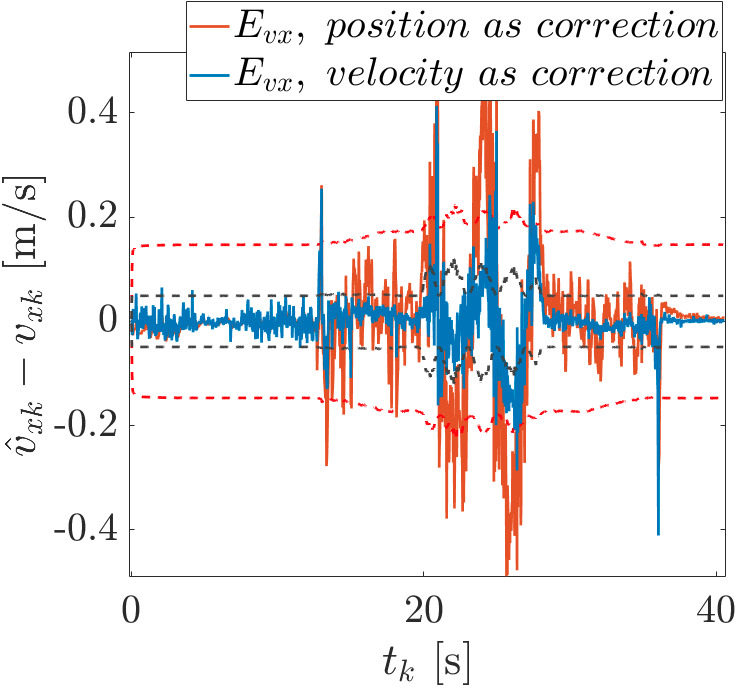 E_{vx}, position as correction
E_{vx}, velocity as correction
0.4
0.2
0
-0.2
-0.4
v̂_{xk} − v_{xk} [m/s]
0 20 40
t_k [s]